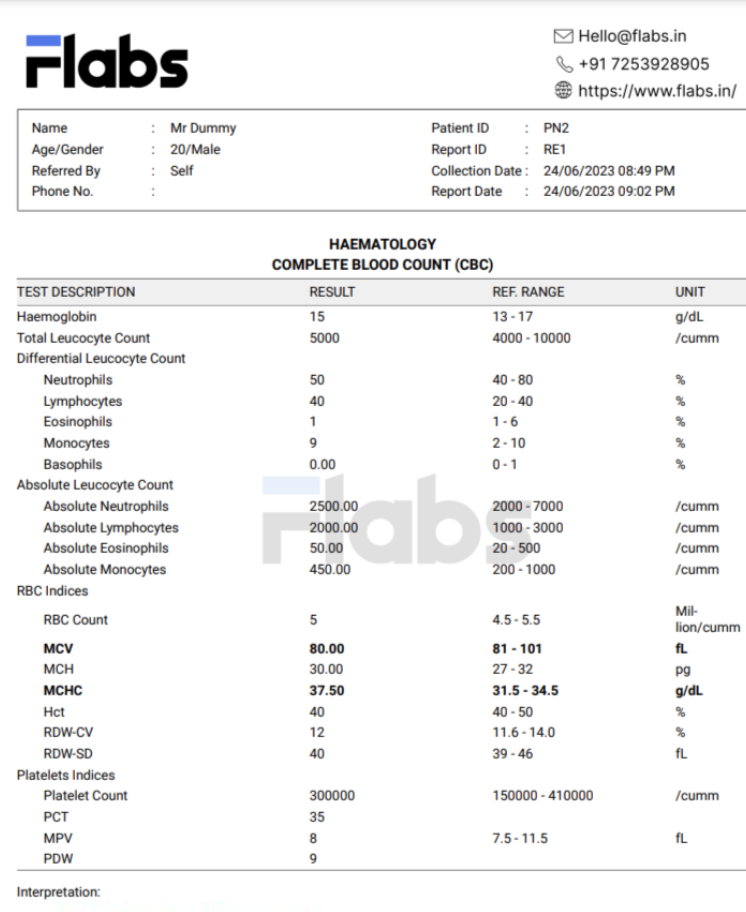 Flabs
Hello@flabs.in
+91 7253928905
https://www.flabs.in/
Name : Mr Dummy Patient ID : PN2
Age/Gender : 20/Male Report ID : RE1
Referred By : Self Collection Date : 24/06/2023 08:49 PM
Phone No. : Report Date : 24/06/2023 09:02 PM
HAEMATOLOGY
COMPLETE BLOOD COUNT (CBC)
TEST DESCRIPTION RESULT REF. RANGE UNIT
Haemoglobin 15 13 - 17 g/dL
Total Leucocyte Count 5000 4000 - 10000 /cumm
Differential Leucocyte Count
Neutrophils 50 40 - 80 %
Lymphocytes 40 20 - 40 %
Eosinophils 1 1 - 6 %
Monocytes 9 2 - 10 %
Basophils 0.00 0 - 1 %
Absolute Leucocyte Count
Absolute Neutrophils 2500.00 2000 - 7000 /cumm
Absolute Lymphocytes 2000.00 1000 - 3000 /cumm
Absolute Eosinophils 50.00 20 - 500 /cumm
Absolute Monocytes 450.00 200 - 1000 /cumm
Flabs
RBC Indices
RBC Count 5 4.5 - 5.5 Mil-
lion/cumm
MCV 80.00 81 - 101 fL
MCH 30.00 27 - 32 pg
MCHC 37.50 31.5 - 34.5 g/dL
Hct 40 40 - 50 %
RDW-CV 12 11.6 - 14.0 %
RDW-SD 40 39 - 46 fL
Platelets Indices
Platelet Count 300000 150000 - 410000 /cumm
PCT 35
MPV 8 7.5 - 11.5 fL
PDW 9
Interpretation: